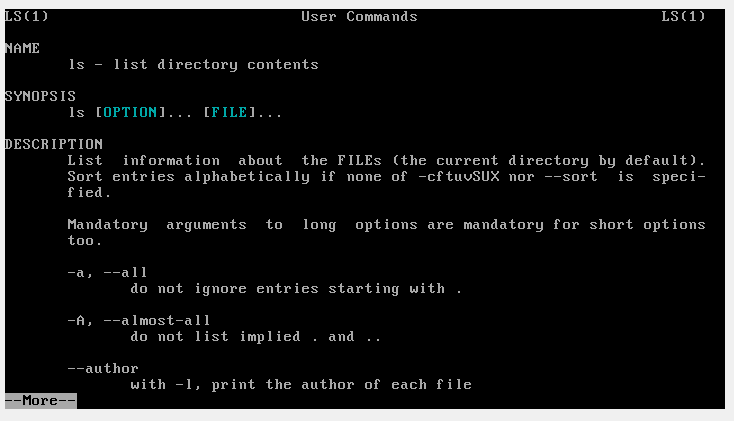 LS(1)                            User Commands                            LS(1)
NAME
ls - list directory contents
SYNOPSIS
ls [OPTION]... [FILE]...
DESCRIPTION
List information about the FILEs (the current directory by default).
Sort entries alphabetically if none of -cftuvSUX nor --sort is speci-
fied.
Mandatory arguments to long options are mandatory for short options
too.
-a, --all
do not ignore entries starting with .
-A, --almost-all
do not list implied . and ..
--author
with -l, print the author of each file
--More--